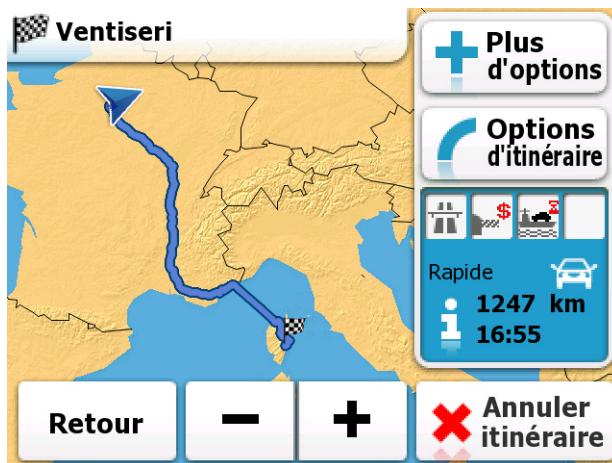 Ventiseri
Plus
d'options
Options
d'itinéraire
$
Rapide
1247 km
16:55
Retour
Annuler
itinéraire